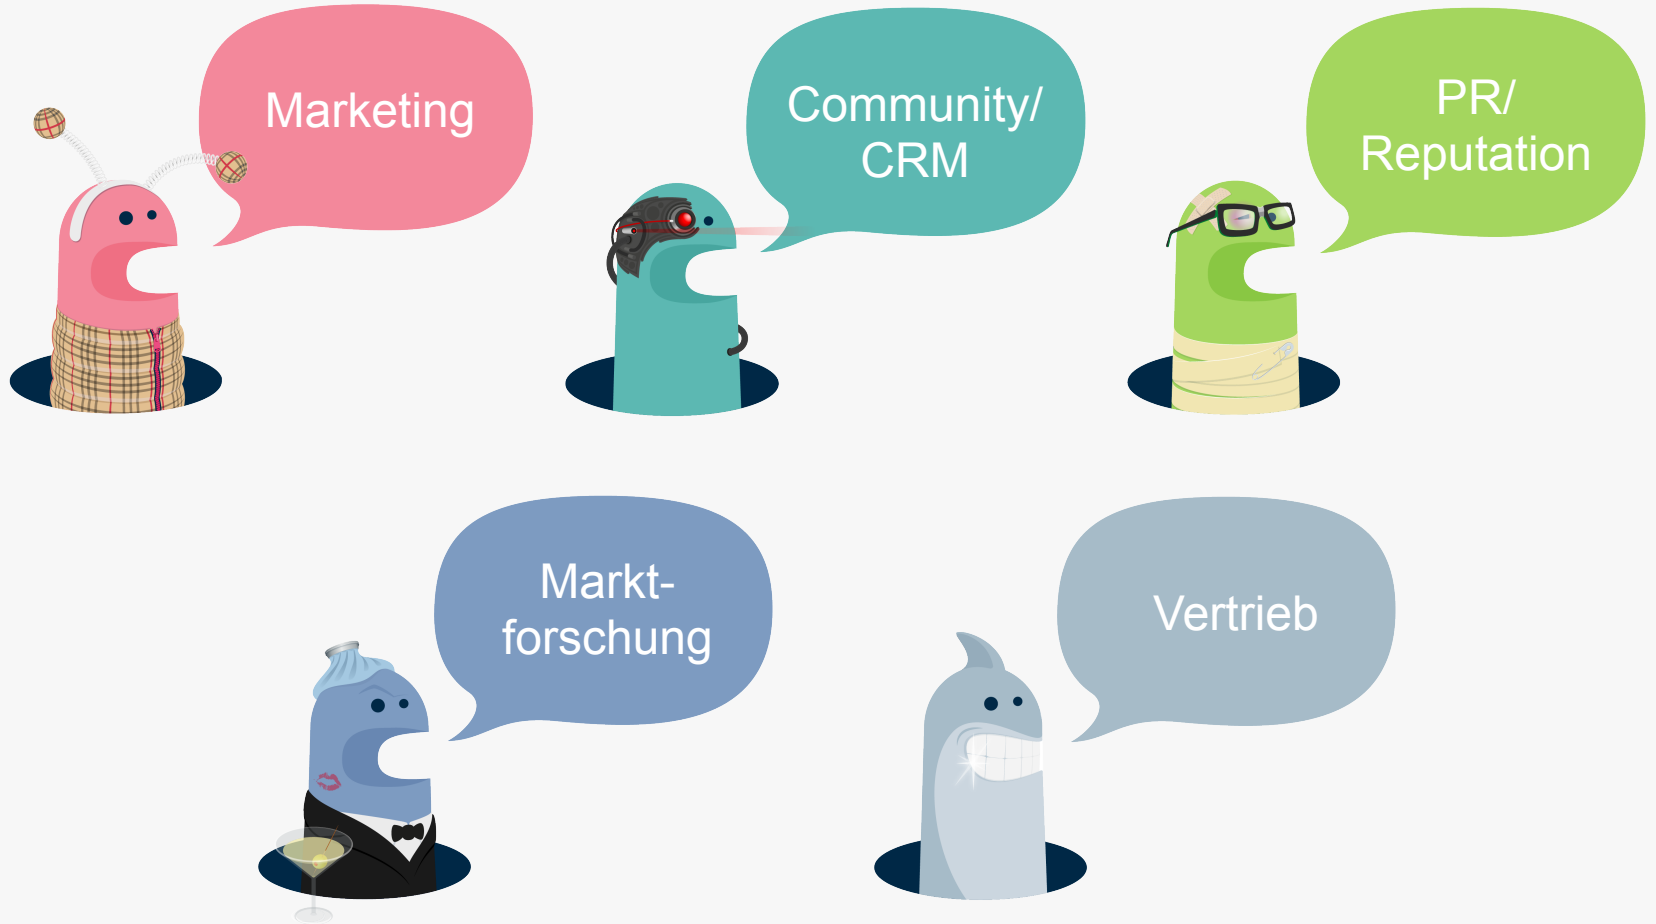 Marketing
Community/
CRM
PR/
Reputation
Markt-
forschung
Vertrieb